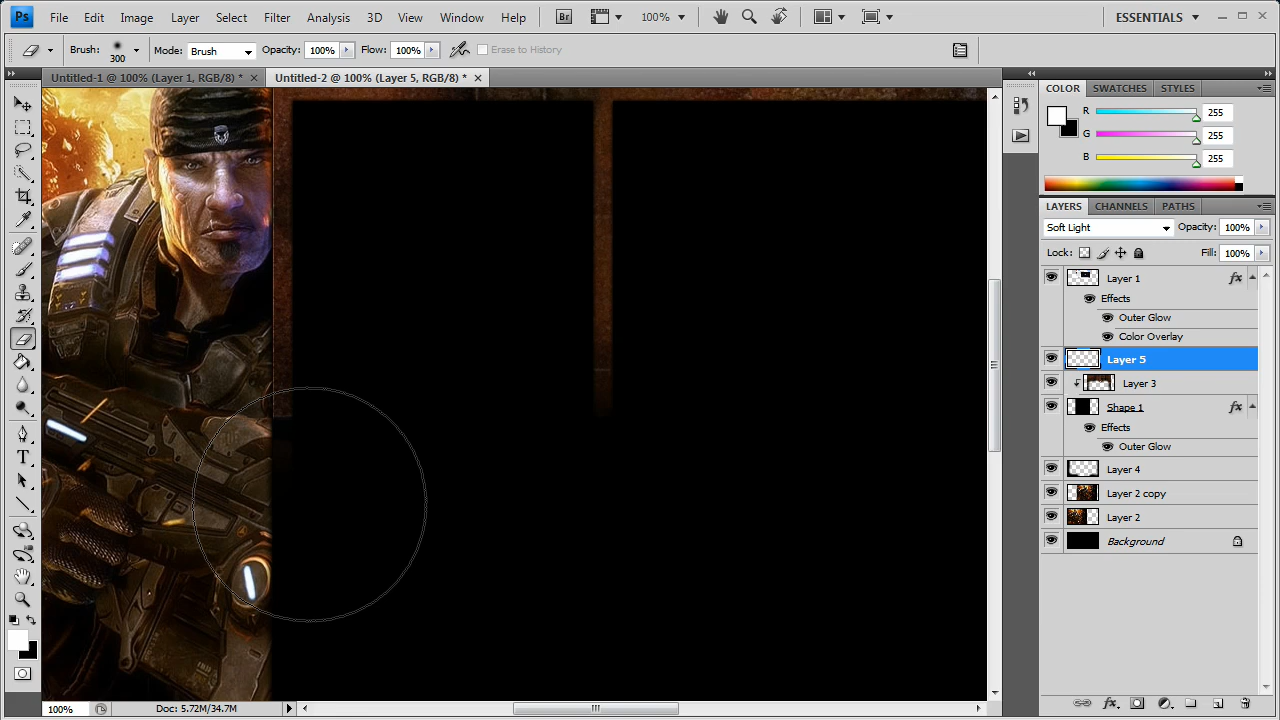 Ps File Edit Image Layer Select Filter Analysis 3D View Window Help Br 100% ESSENTIALS
Brush: 300 Mode: Brush Opacity: 100% Flow: 100% Erase to History
Untitled-1 @ 100% (Layer 1, RGB/8) * Untitled-2 @ 100% (Layer 5, RGB/8) *
COLOR SWATCHES STYLES
R 255
G 255
B 255
LAYERS CHANNELS PATHS
Soft Light Opacity: 100%
Lock: Fill: 100%
Layer 1 fx
Effects
Outer Glow
Color Overlay
Layer 5
Layer 3
Shape 1 fx
Effects
Outer Glow
Layer 4
Layer 2 copy
Layer 2
Background
T
fx
100% Doc: 5.72M/34.7M